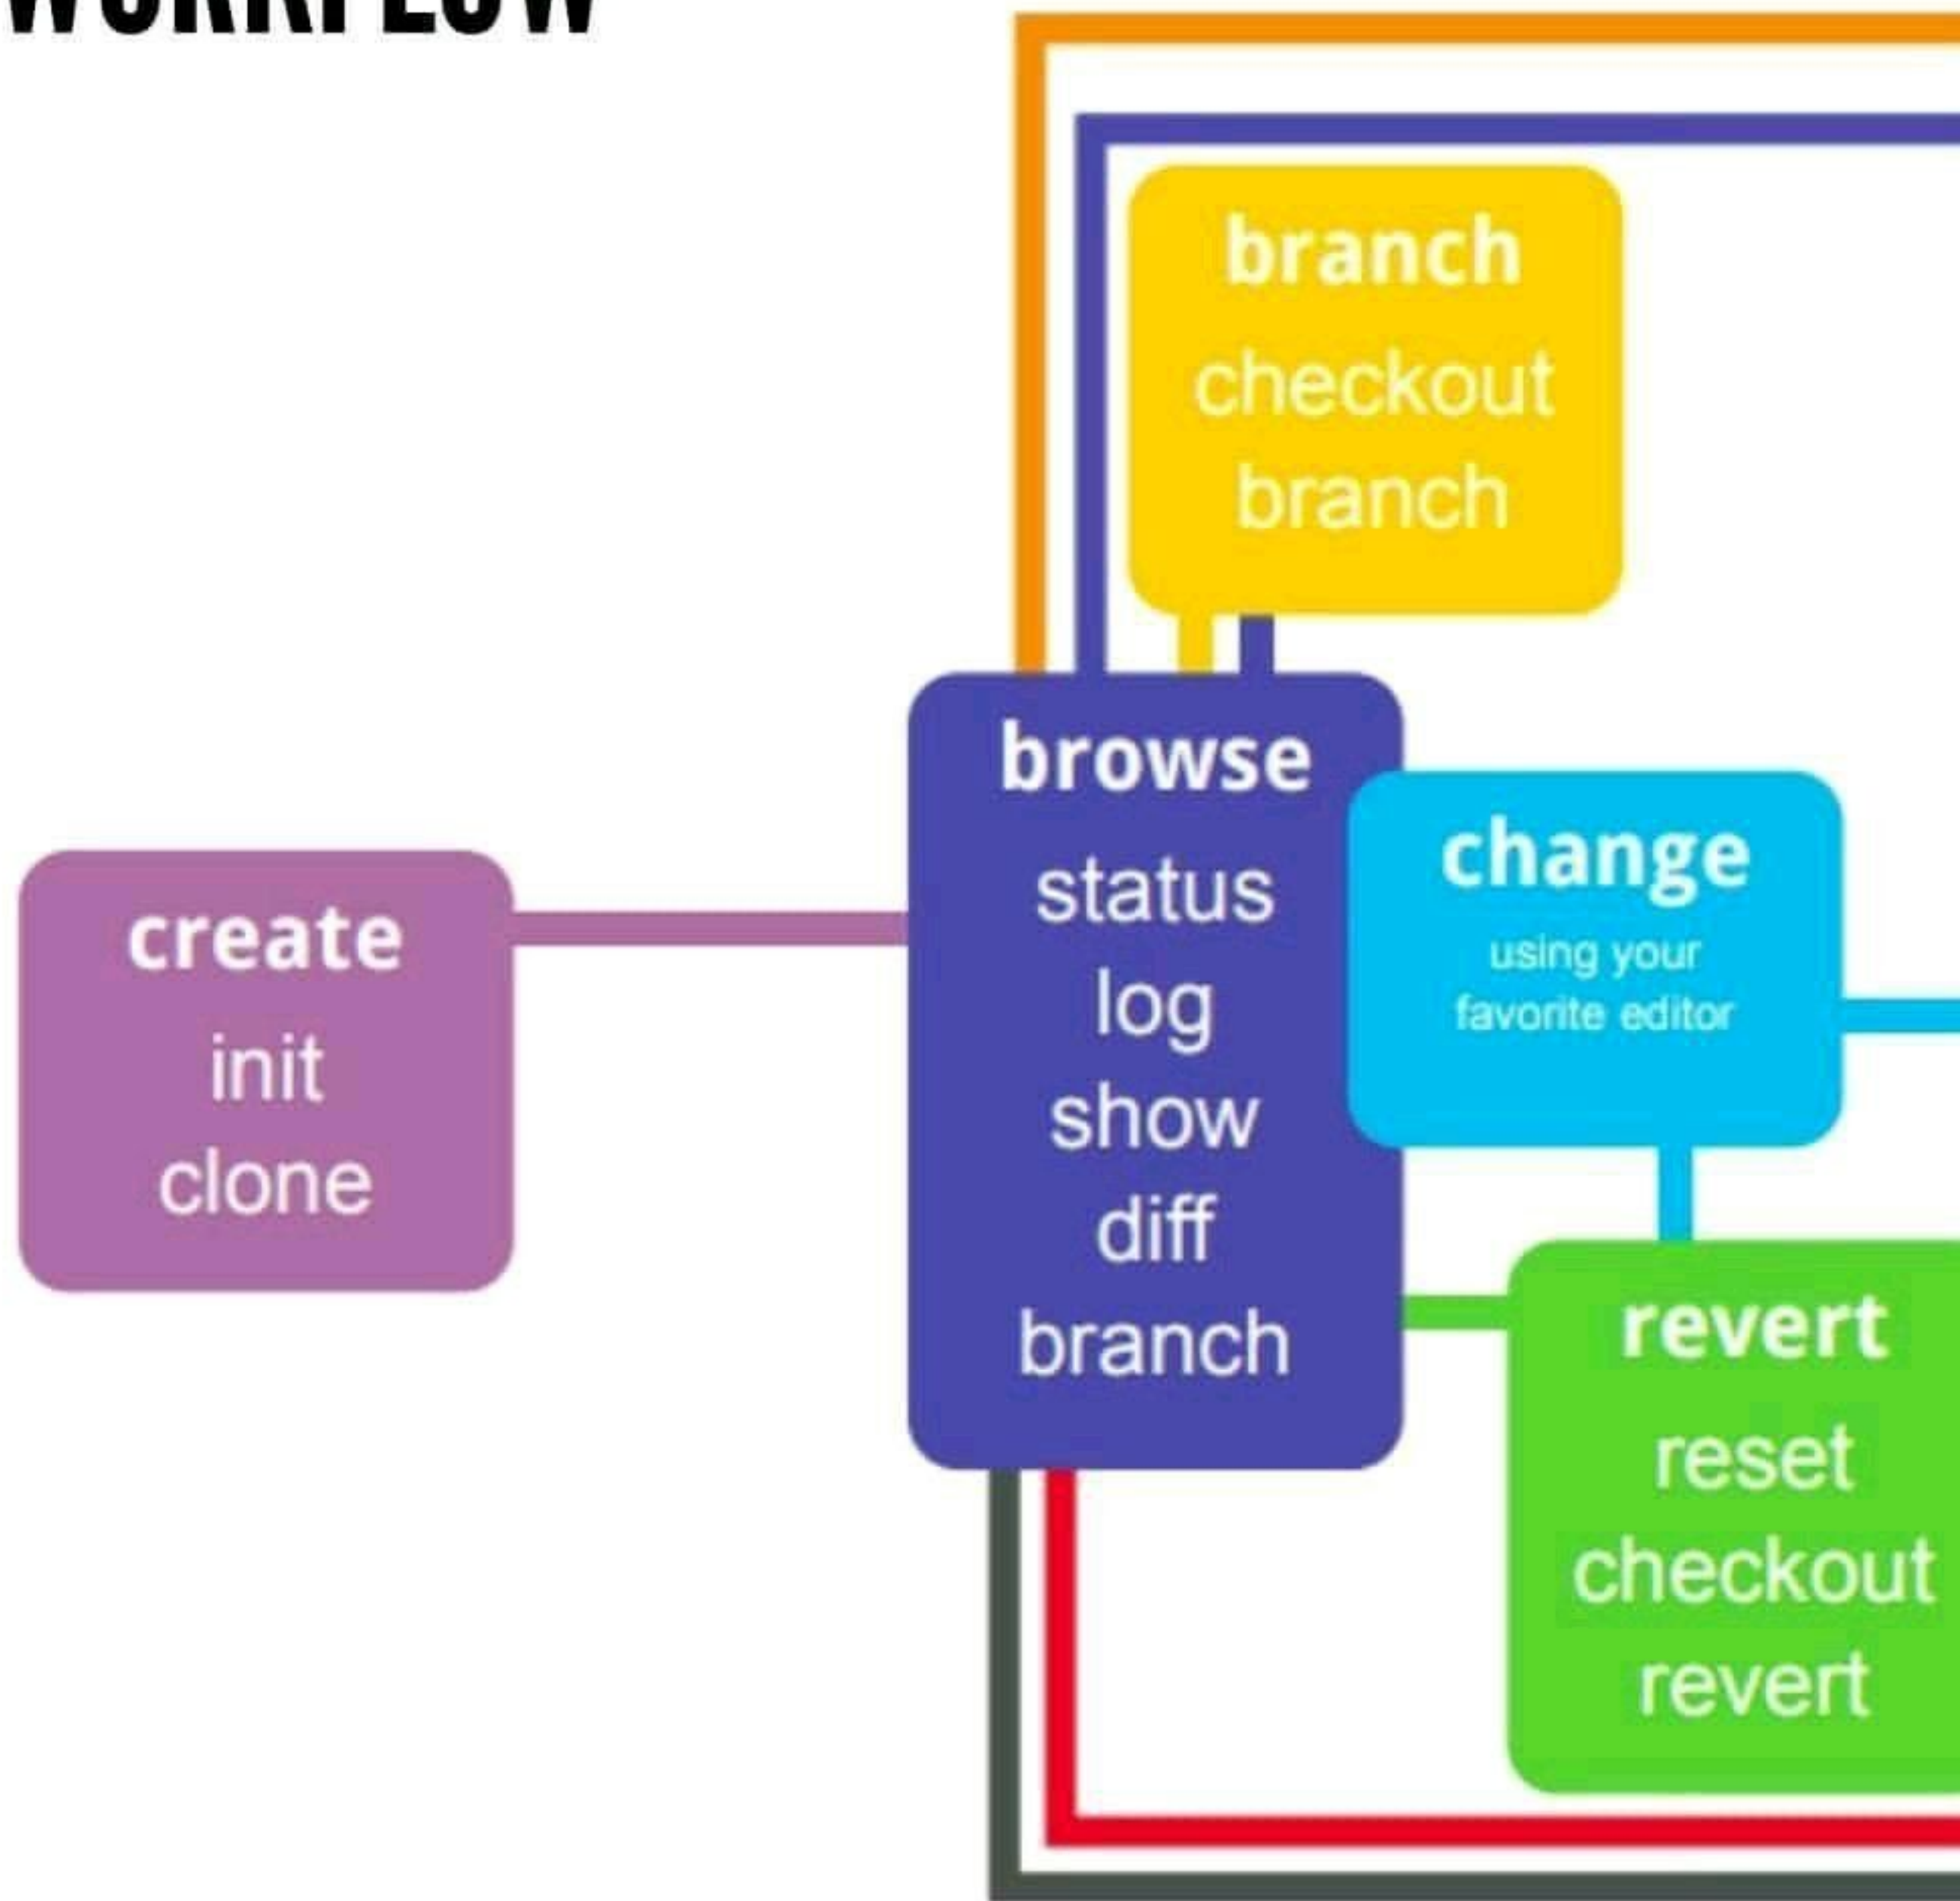 WORKFLOW
branch
checkout
branch
browse
status
log
show
diff
branch
change
using your
favorite editor
create
init
clone
revert
reset
checkout
revert